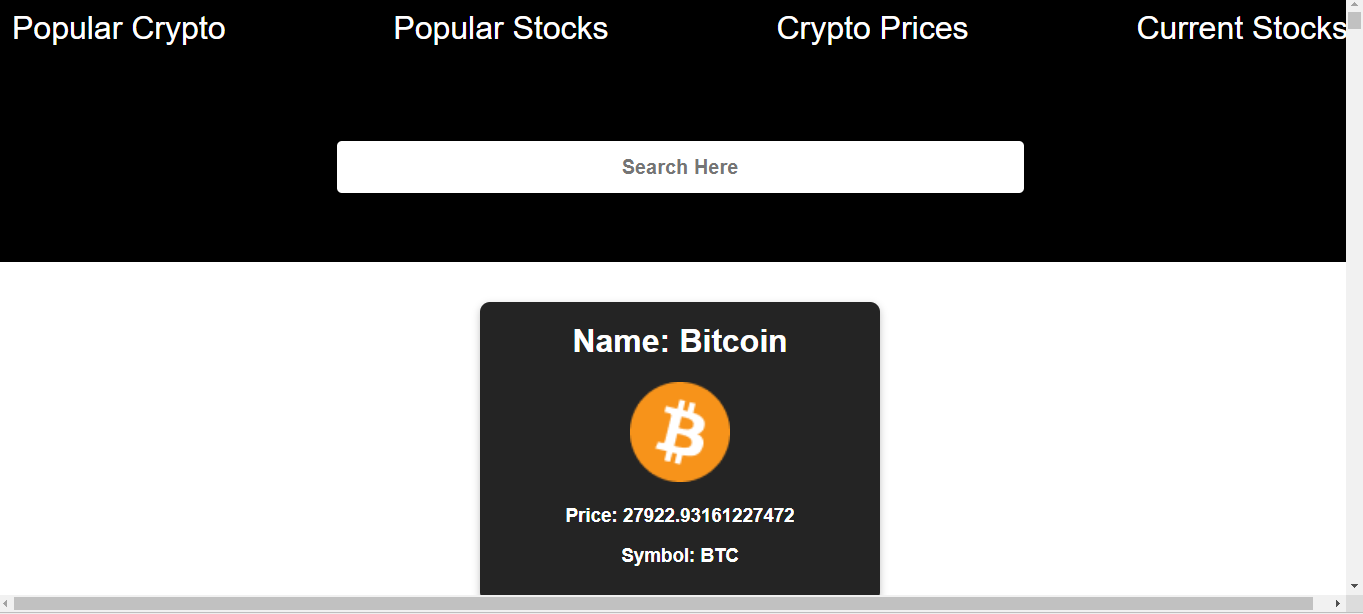 Popular Crypto Popular Stocks Crypto Prices Current Stocks
Search Here
Name: Bitcoin
Price: 27922.93161227472
Symbol: BTC